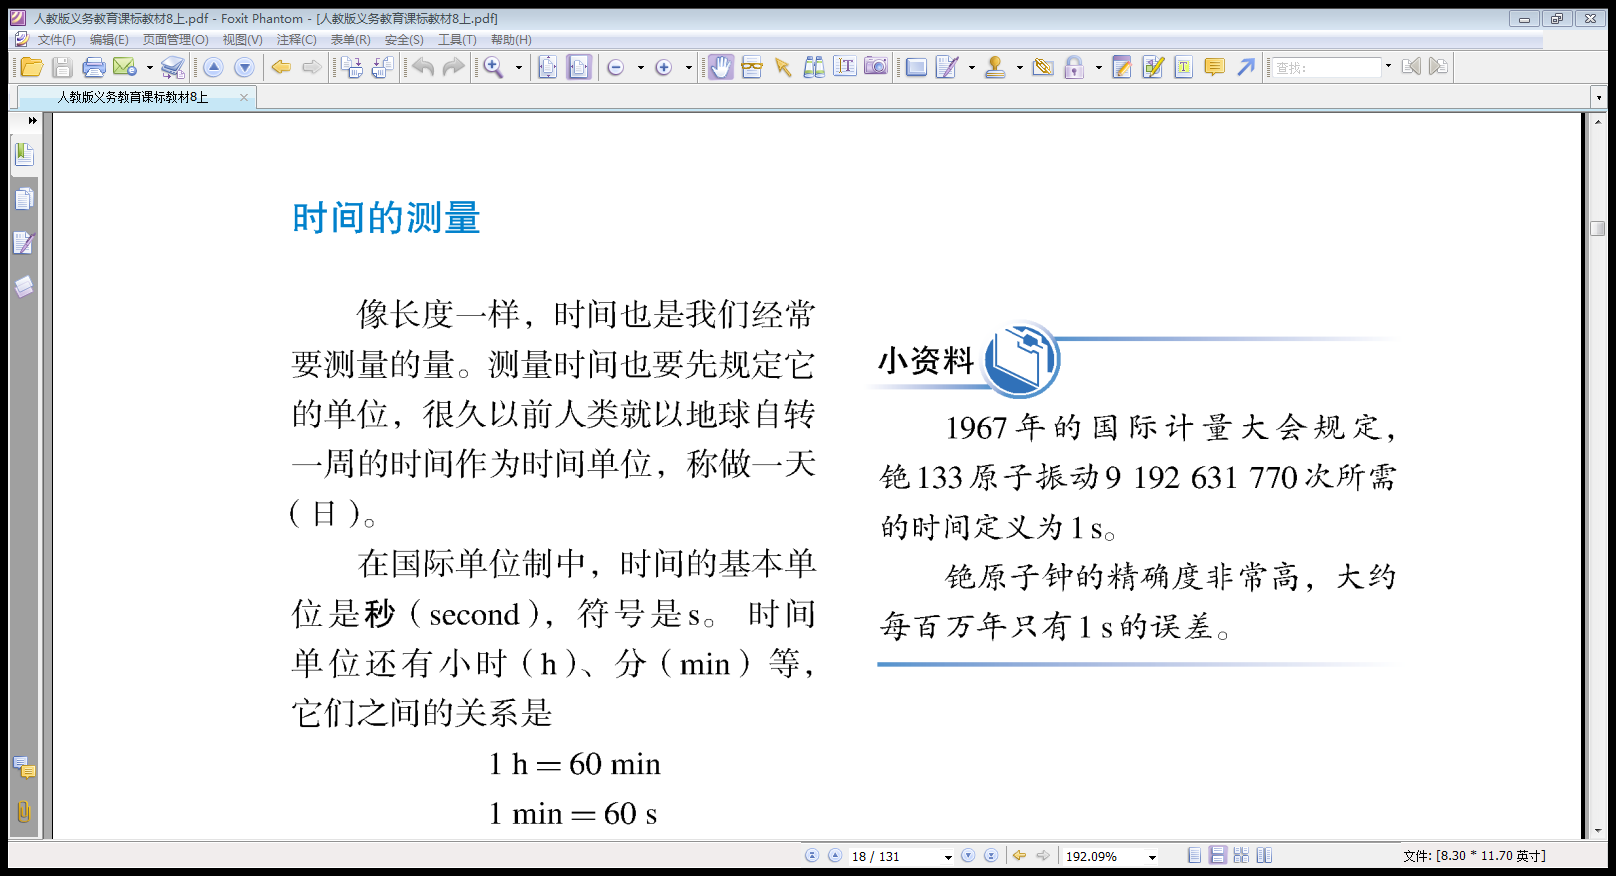 人教版义务教育课标教材8上.pdf - Foxit Phantom - [人教版义务教育课标教材8上.pdf]
文件(F) 编辑(E) 页面管理(O) 视图(V) 注释(C) 表单(R) 安全(S) 工具(T) 帮助(H)
查找:
人教版义务教育课标教材8上
时间的测量
像长度一样，时间也是我们经常
要测量的量。测量时间也要先规定它
的单位，很久以前人类就以地球自转
一周的时间作为时间单位，称做一天
（日）。
在国际单位制中，时间的基本单
位是秒（second），符号是s。 时间
单位还有小时（h）、分（min）等，
它们之间的关系是
1 h＝60 min
1 min＝60 s
小资料
1967年的国际计量大会规定，
铯133原子振动9 192 631 770次所需
的时间定义为1 s。
铯原子钟的精确度非常高，大约
每百万年只有1 s的误差。
18 / 131
192.09%
文件: [8.30 * 11.70 英寸]